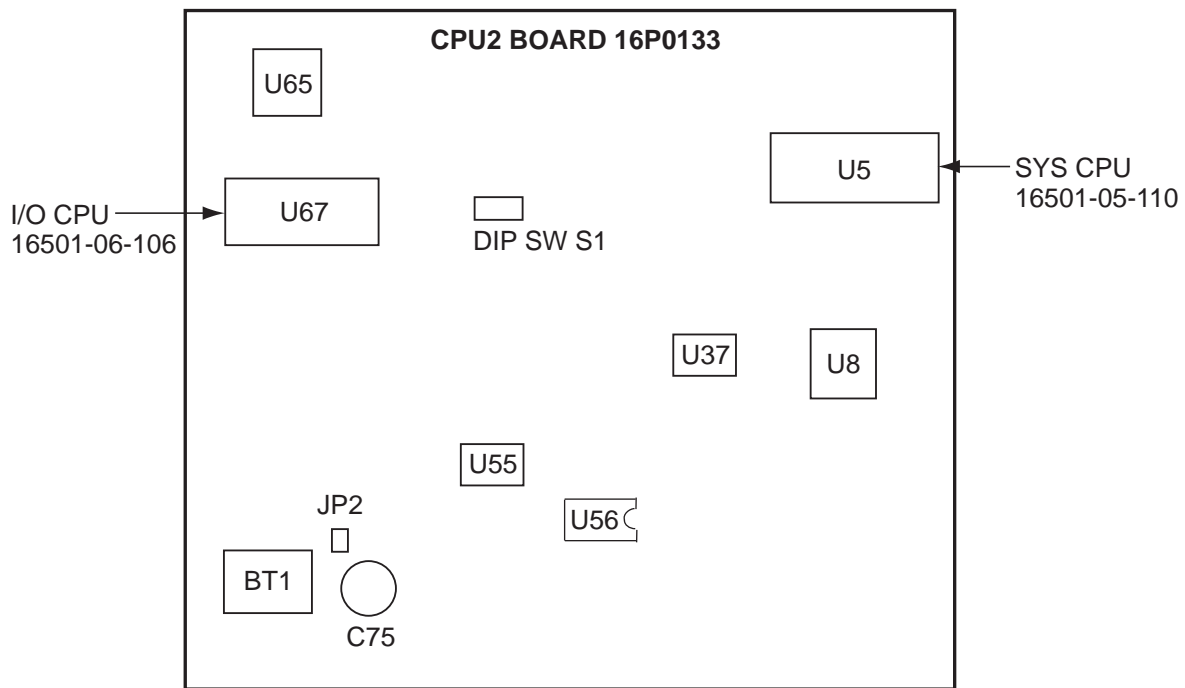 CPU2 BOARD 16P0133
U65
U5
SYS CPU
16501-05-110
I/O CPU
16501-06-106
U67
DIP SW S1
U37
U8
U55
JP2
U56
BT1
C75